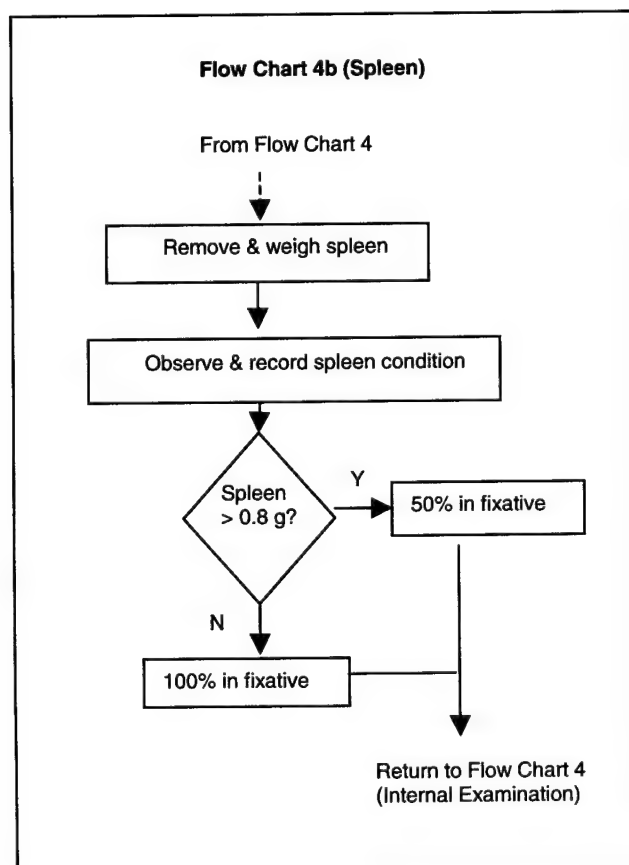 Flow Chart 4b (Spleen)
From Flow Chart 4
Remove & weigh spleen
Observe & record spleen condition
Spleen
> 0.8 g?
Y
50% in fixative
N
100% in fixative
Return to Flow Chart 4
(Internal Examination)